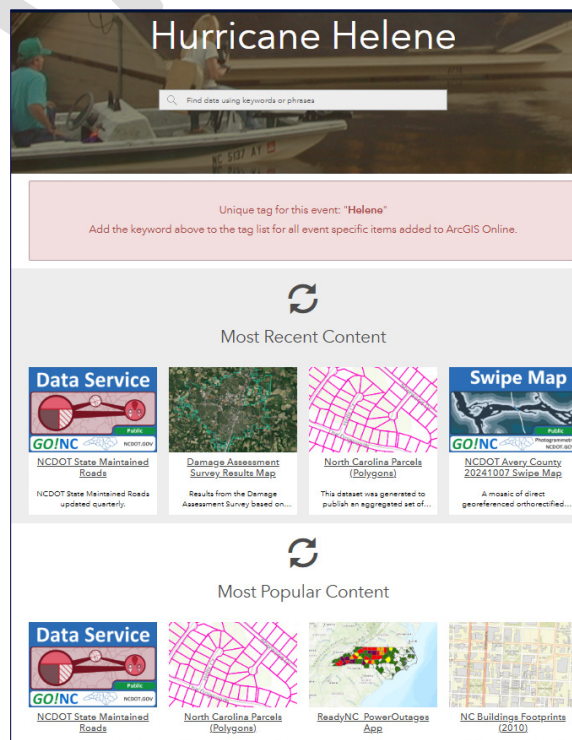 Hurricane Helene
Find data using keywords or phrases
NC 5137 AY
Unique tag for this event: "Helene"
Add the keyword above to the tag list for all event specific items added to ArcGIS Online.
Most Recent Content
Data Service
Public
GO!NC
NCDOT.GOV
NCDOT State Maintained
Roads
NCDOT State Maintained Roads
updated quarterly.
Damage Assessment
Survey Results Map
Results from the Damage
Assessment Survey based on...
North Carolina Parcels
(Polygons)
This dataset was generated to
publish an aggregated set of...
Swipe Map
Public
GO!NC
NCDOT Avery County
20241007 Swipe Map
A mosaic of direct
georeferenced orthorectified...
Most Popular Content
Data Service
Public
GO!NC
NCDOT.GOV
NCDOT State Maintained
Roads
North Carolina Parcels
(Polygons)
ReadyNC_PowerOutages
App
NC Buildings Footprints
(2010)